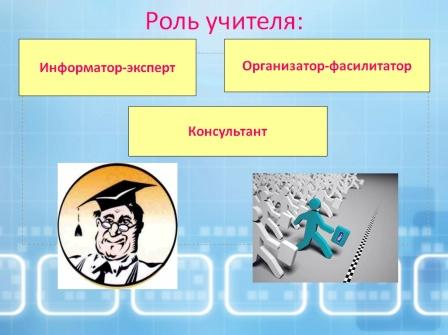 Роль учителя:
Информатор-эксперт
Организатор-фасилитатор
Консультант